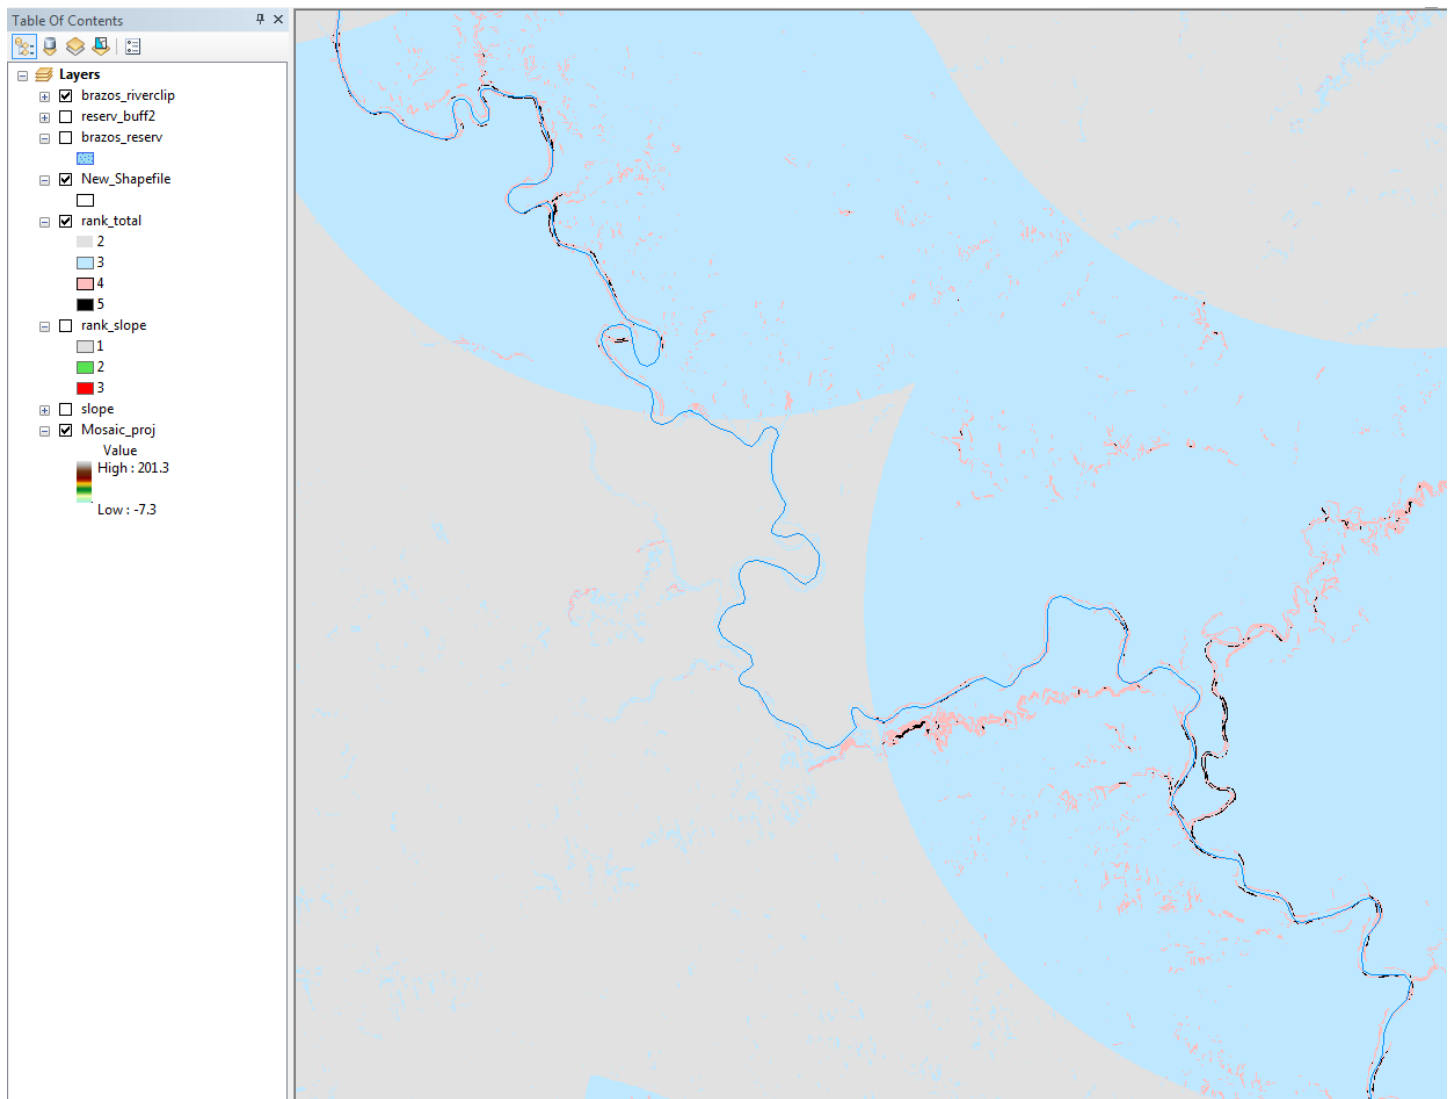 Table Of Contents
Layers
brazos_riverclip
reserv_buff2
brazos_reserv
New_Shapefile
rank_total
2
3
4
5
rank_slope
1
2
3
slope
Mosaic_proj
Value
High : 201.3
Low : -7.3